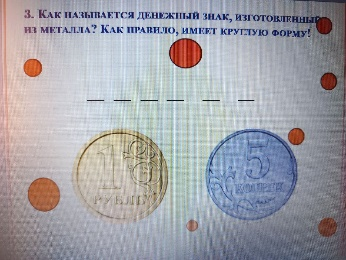 3. Как называется денежный знак, изготовленный
из металла? Как правило, имеет круглую форму!
_ _ _ _ _ _
1
РУБЛЬ
5
КОПЕЕК